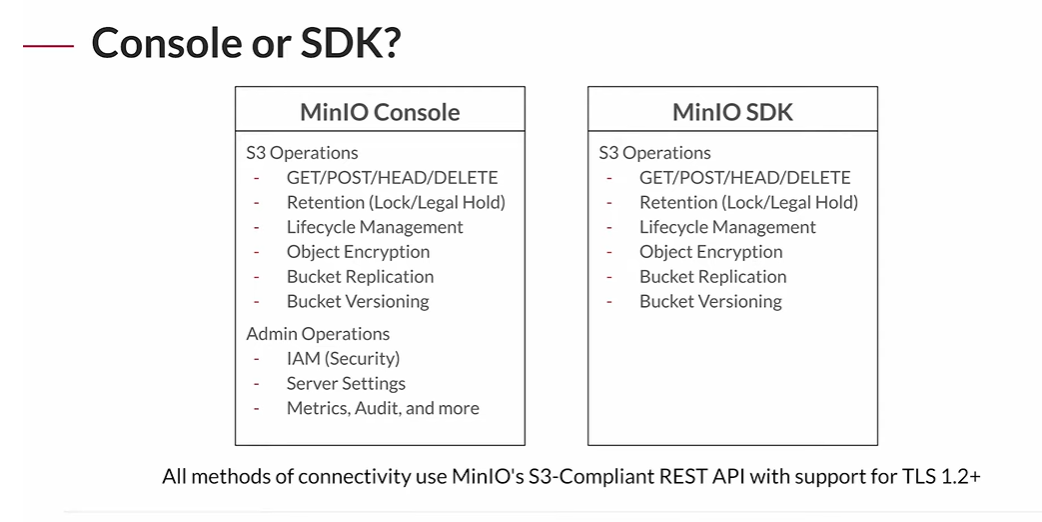 Console or SDK?
MinIO Console
S3 Operations
- GET/POST/HEAD/DELETE
- Retention (Lock/Legal Hold)
- Lifecycle Management
- Object Encryption
- Bucket Replication
- Bucket Versioning
Admin Operations
- IAM (Security)
- Server Settings
- Metrics, Audit, and more
MinIO SDK
S3 Operations
- GET/POST/HEAD/DELETE
- Retention (Lock/Legal Hold)
- Lifecycle Management
- Object Encryption
- Bucket Replication
- Bucket Versioning
All methods of connectivity use MinIO's S3-Compliant REST API with support for TLS 1.2+